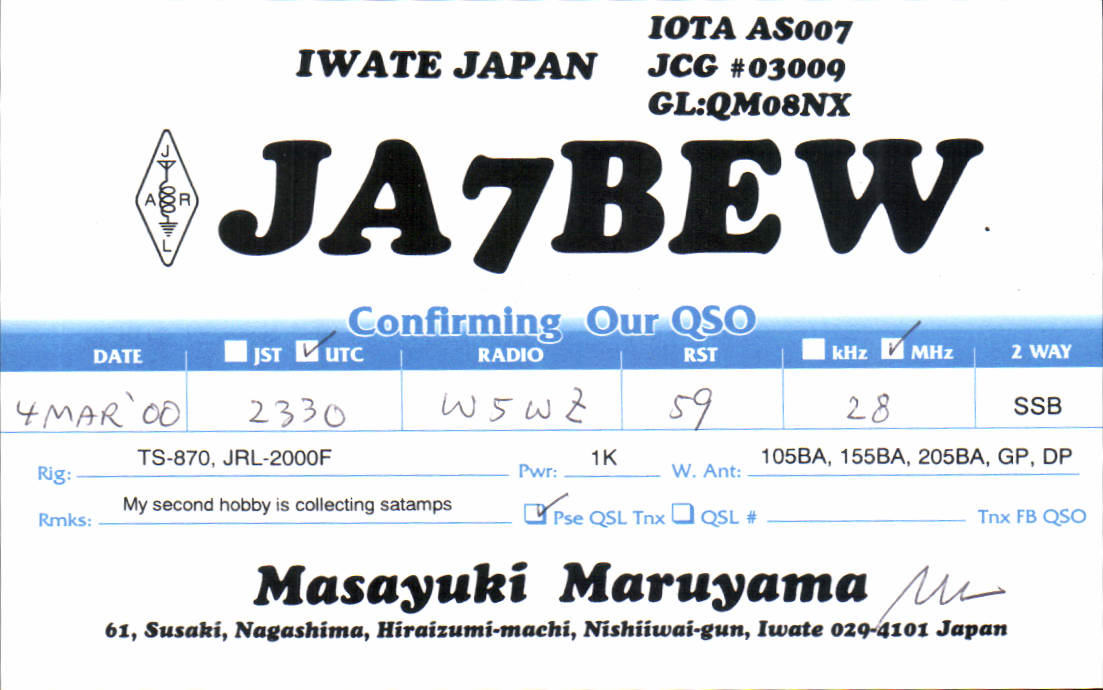 IOTA AS007
IWATE JAPAN JCG #03009
GL:QM08NX
J
A R
L
JA7BEW
Confirming Our QSO
DATE JST UTC RADIO RST kHz MHz 2 WAY
4 MAR '00 2330 W5WZ 59 28 SSB
Rig: TS-870, JRL-2000F Pwr: 1K W. Ant: 105BA, 155BA, 205BA, GP, DP
Rmks: My second hobby is collecting satamps Pse QSL Tnx QSL # Tnx FB QSO
Masayuki Maruyama
61, Susaki, Nagashima, Hiraizumi-machi, Nishiiwai-gun, Iwate 029-4101 Japan